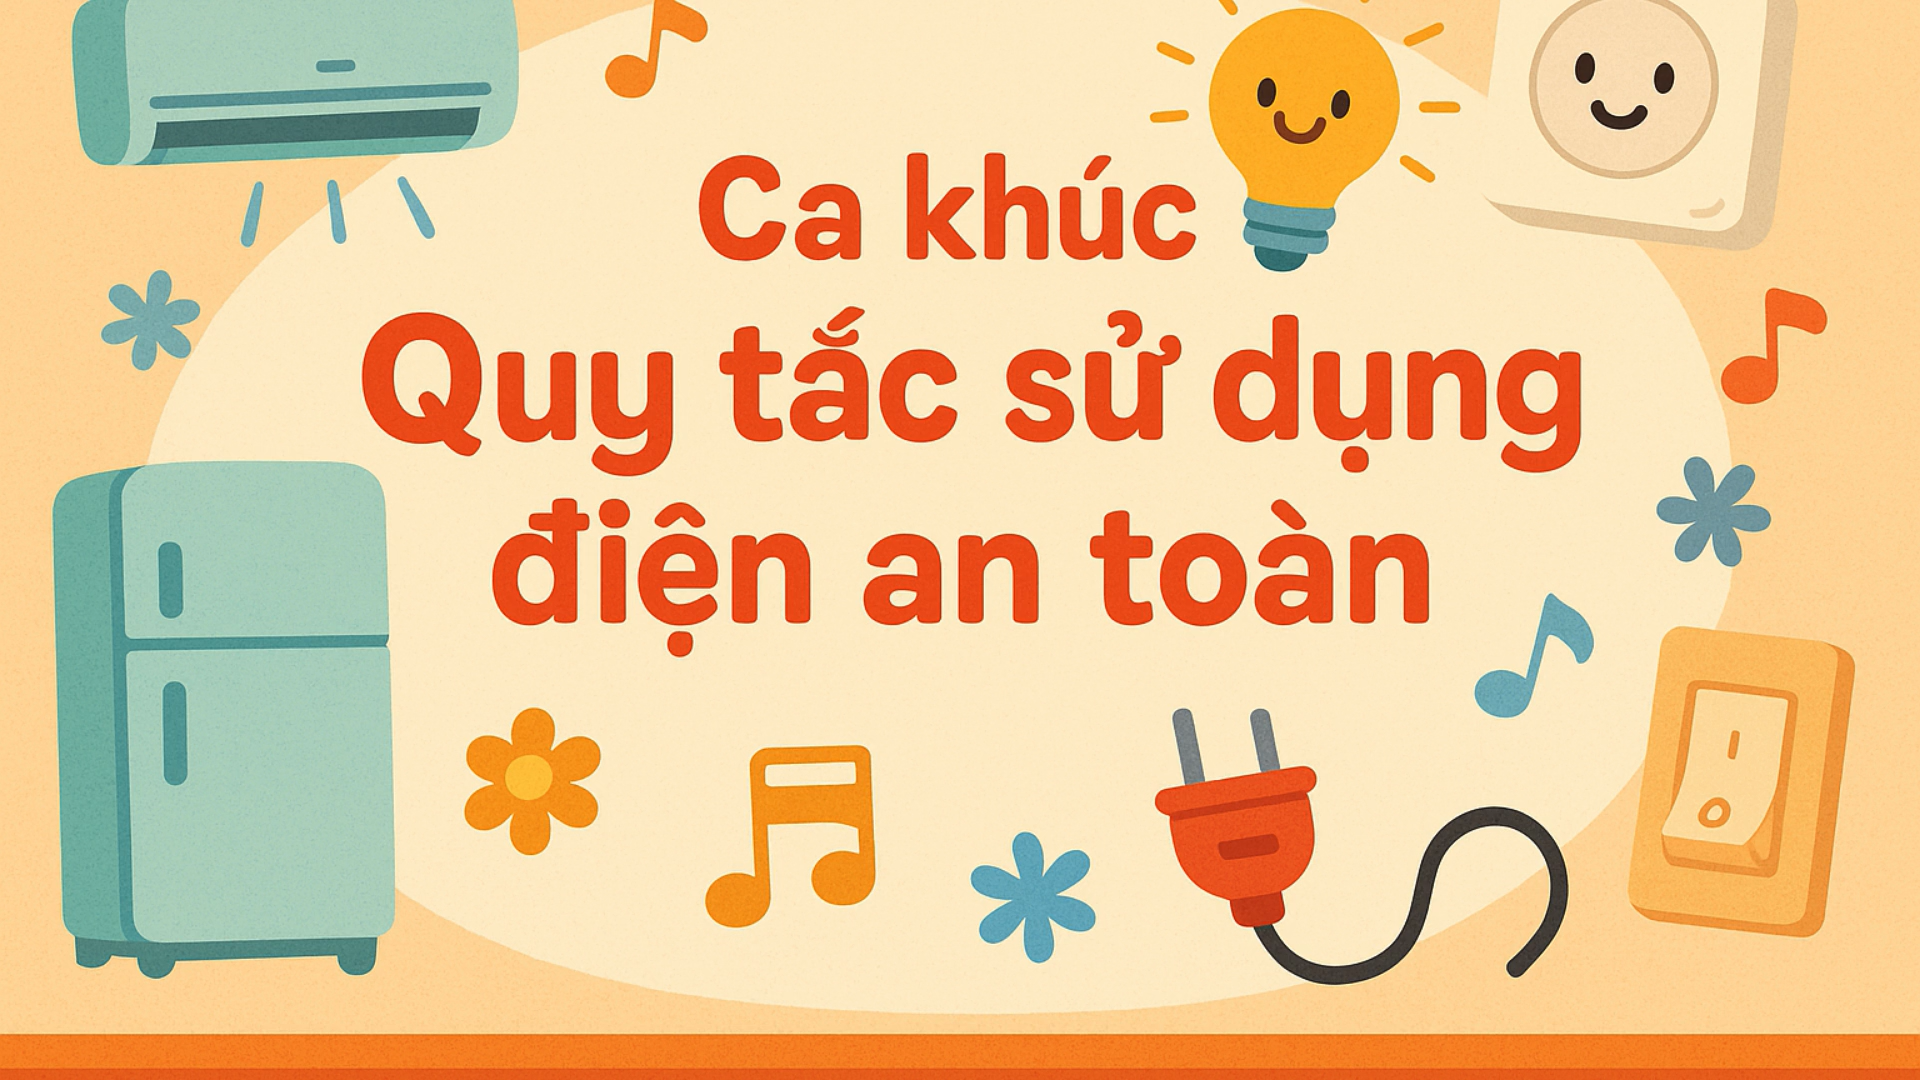 Ca khúc
Quy tắc sử dụng
điện an toàn